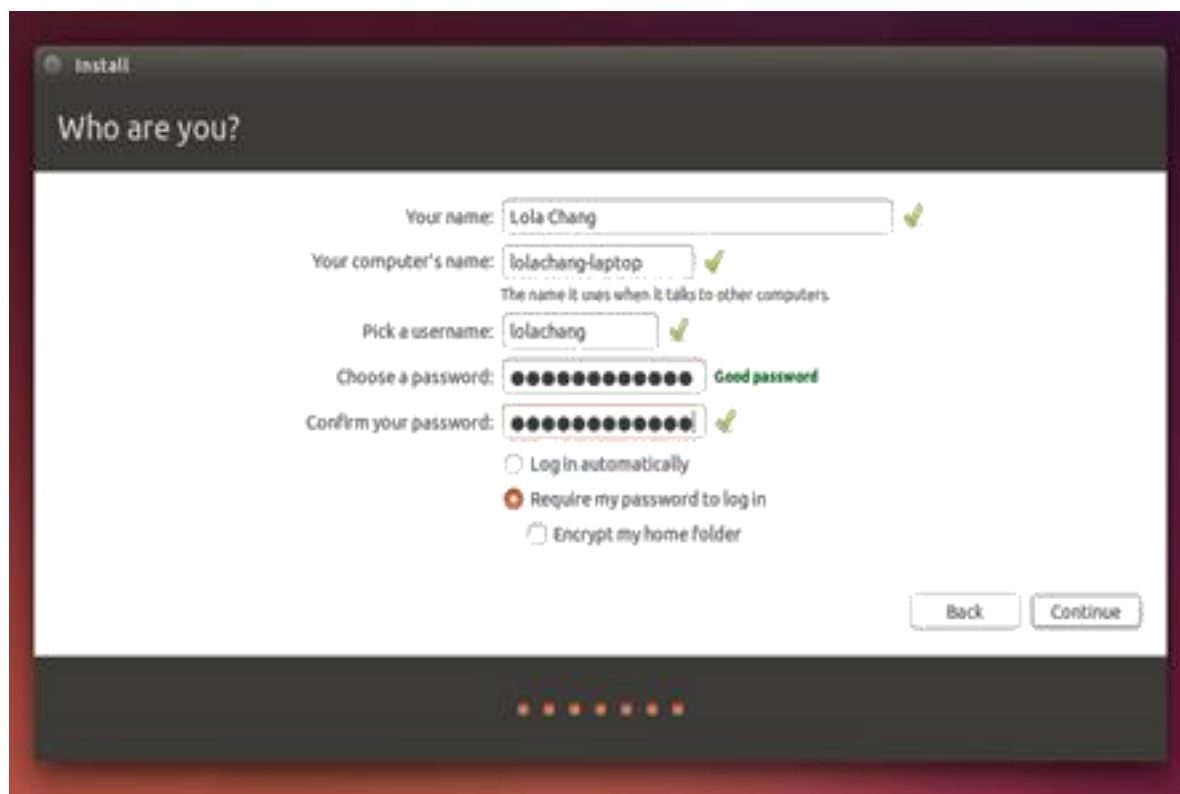 Install
Who are you?
Your name: Lola Chang
Your computer's name: lolachang-laptop
The name it uses when it talks to other computers.
Pick a username: lolachang
Choose a password: ●●●●●●●●●●●● Good password
Confirm your password: ●●●●●●●●●●●●
Log in automatically
Require my password to log in
Encrypt my home folder
Back Continue